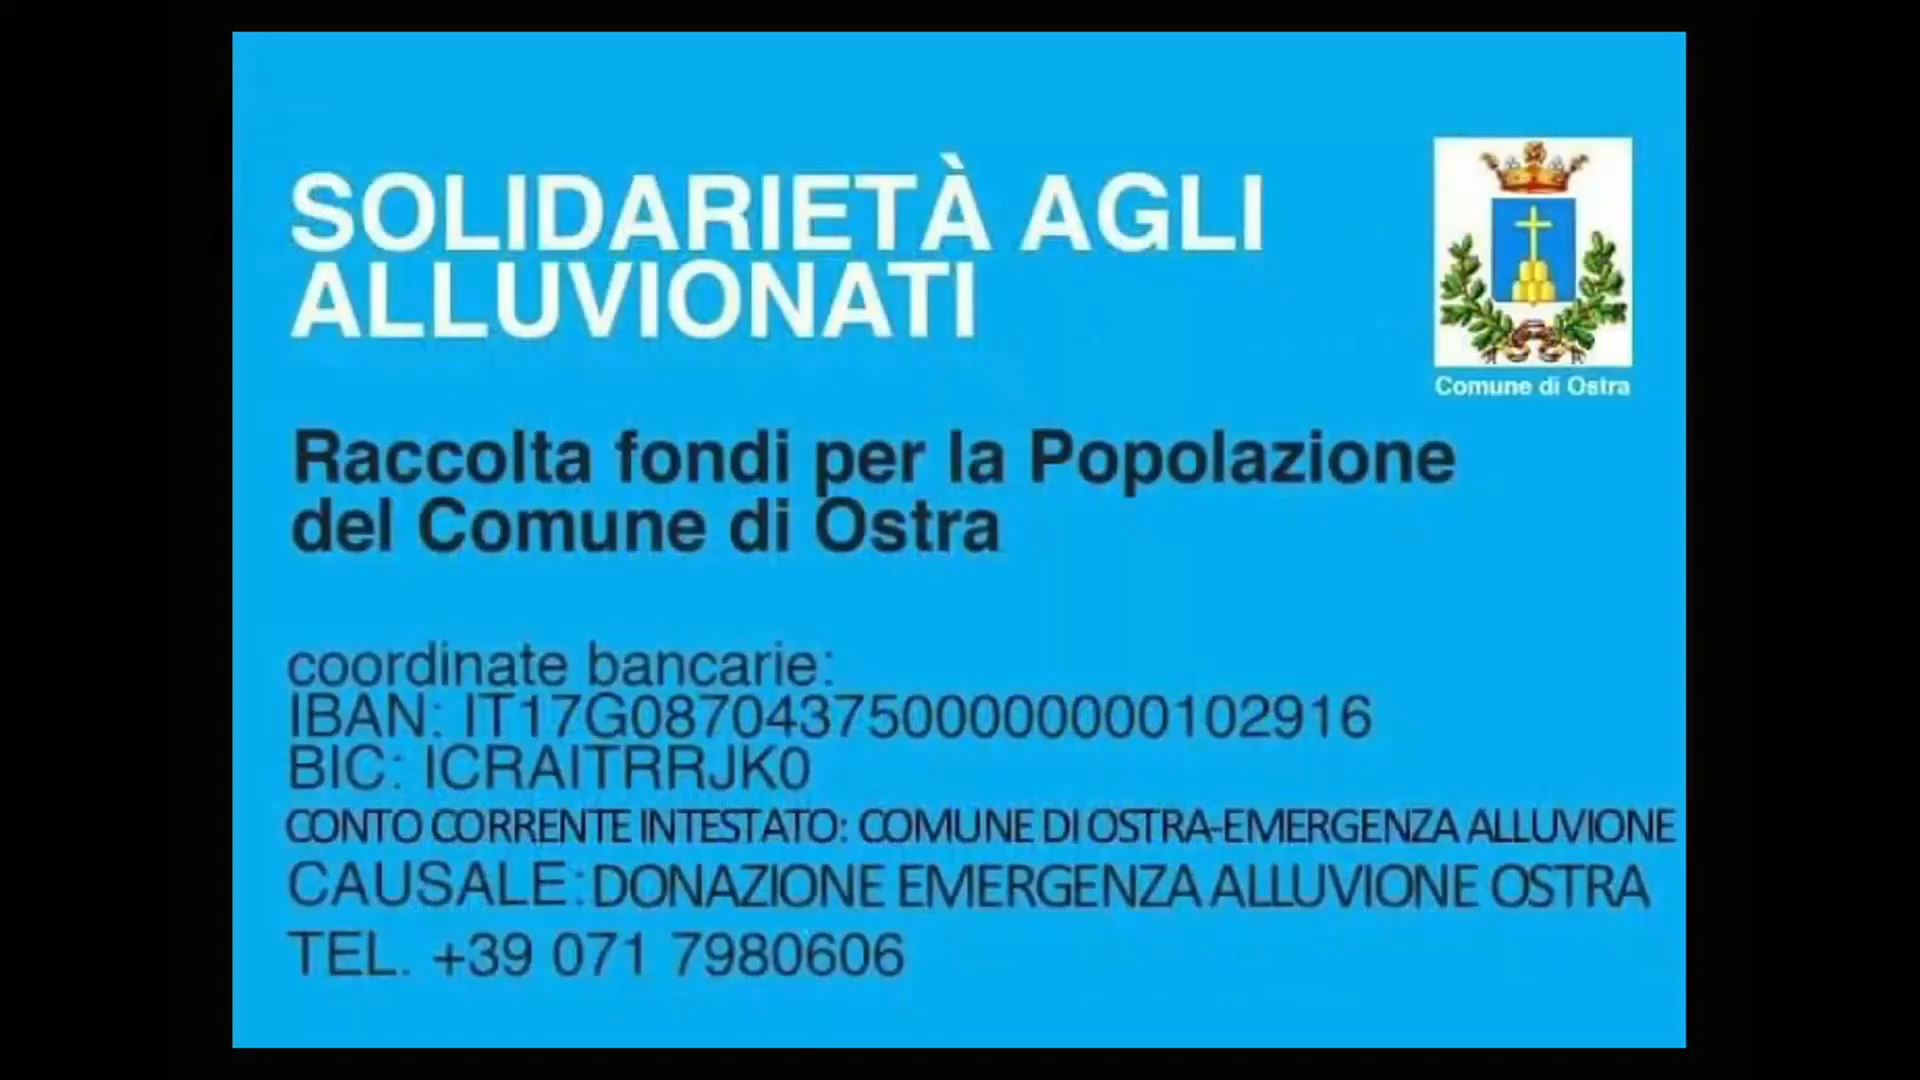 SOLIDARIETÀ AGLI
ALLUVIONATI
Comune di Ostra
Raccolta fondi per la Popolazione
del Comune di Ostra
coordinate bancarie:
IBAN: IT17G0870437500000000102916
BIC: ICRAITRRJK0
CONTO CORRENTE INTESTATO: COMUNE DI OSTRA-EMERGENZA ALLUVIONE
CAUSALE: DONAZIONE EMERGENZA ALLUVIONE OSTRA
TEL. +39 071 7980606